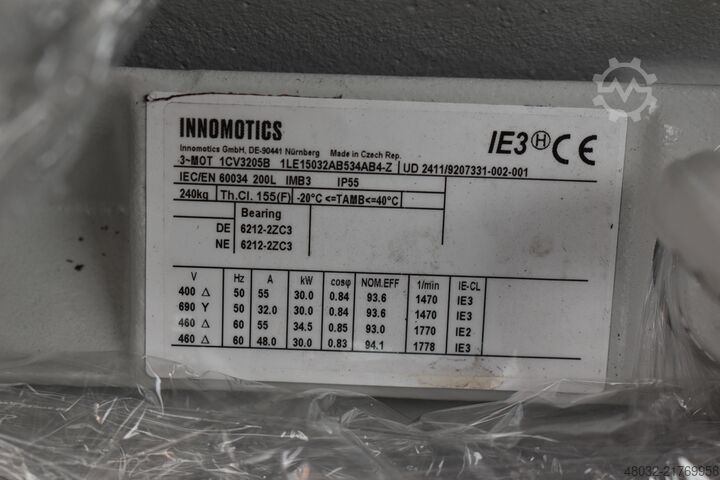 INNOMOTICS
Innomotics GmbH, DE-90441 Nürnberg Made in Czech Rep.
IE3 H CE
3~MOT 1CV3205B 1LE15032AB534AB4-Z UD 2411/9207331-002-001
IEC/EN 60034 200L IMB3 IP55
240kg Th.Cl. 155(F) -20°C <=TAMB<=40°C
Bearing
DE 6212-2ZC3
NE 6212-2ZC3
V Hz A kW cosφ NOM.EFF 1/min IE-CL
400 Δ 50 55 30.0 0.84 93.6 1470 IE3
690 Y 50 32.0 30.0 0.84 93.6 1470 IE3
460 Δ 60 55 34.5 0.85 93.0 1770 IE2
460 Δ 60 48.0 30.0 0.83 94.1 1778 IE3
48032-21769958